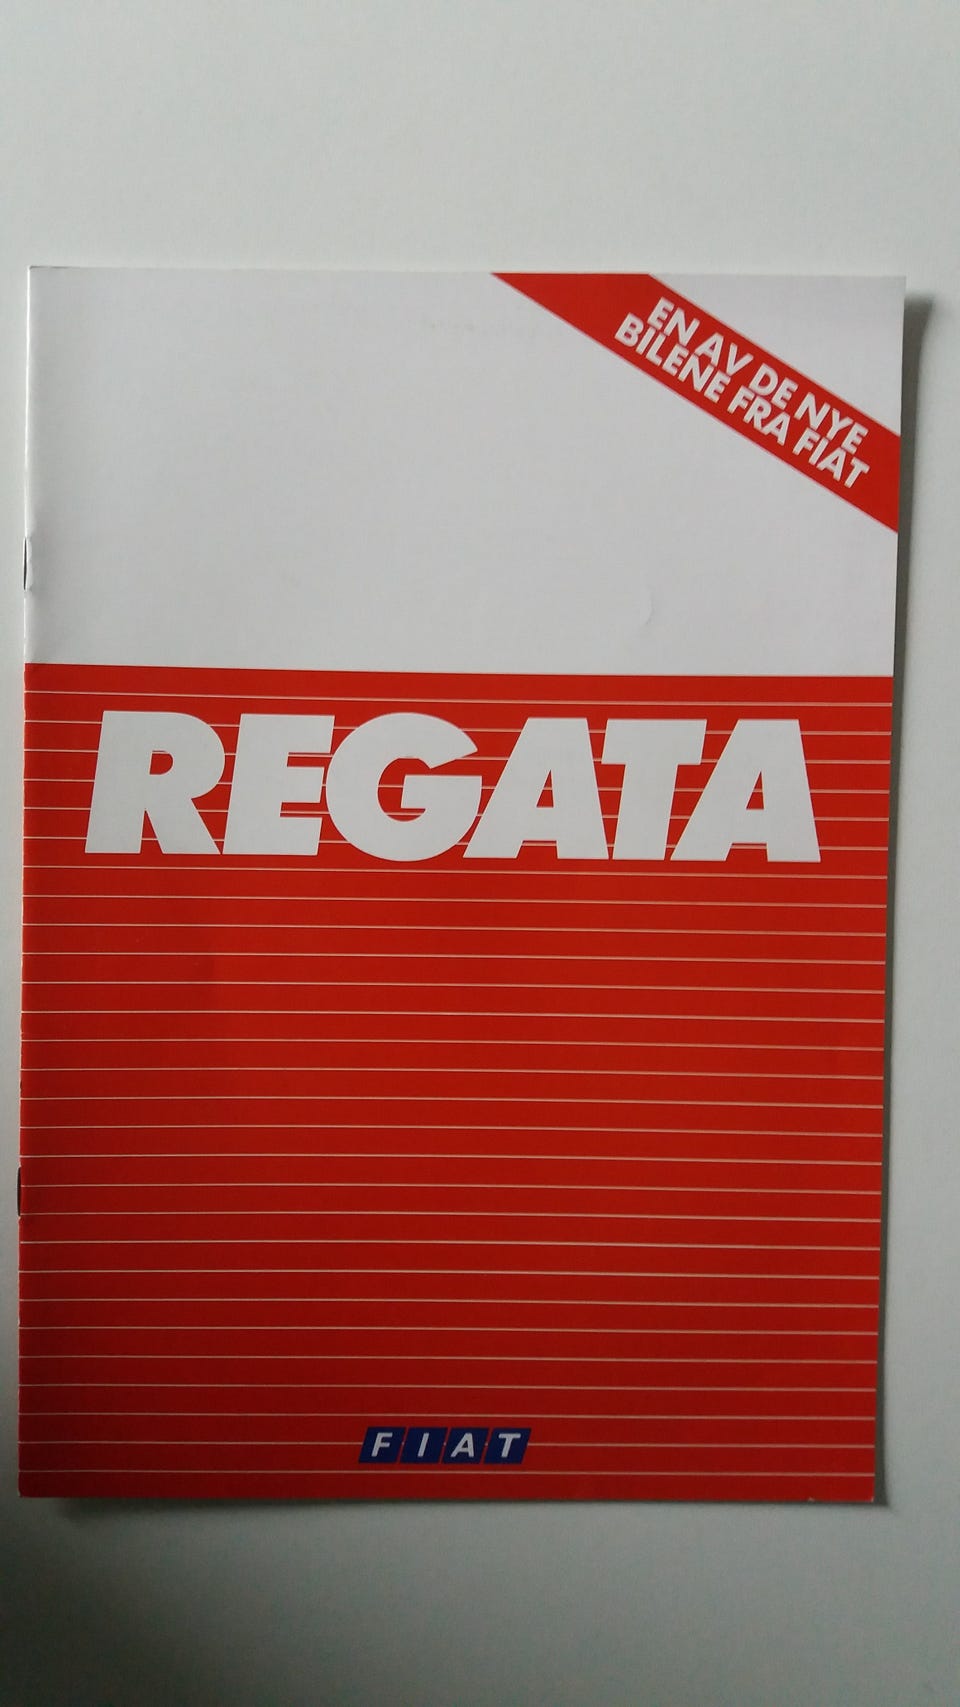 EN AV DE NYE
BILENE FRA FIAT
REGATA
FIAT